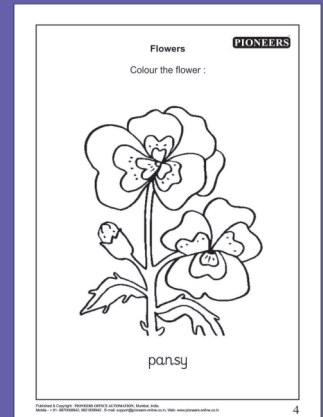 PIONEERS
Flowers
Colour the flower :
pansy
Published & Copyright : PIONEERS OFFICE AUTOMATION, Mumbai, India.
4